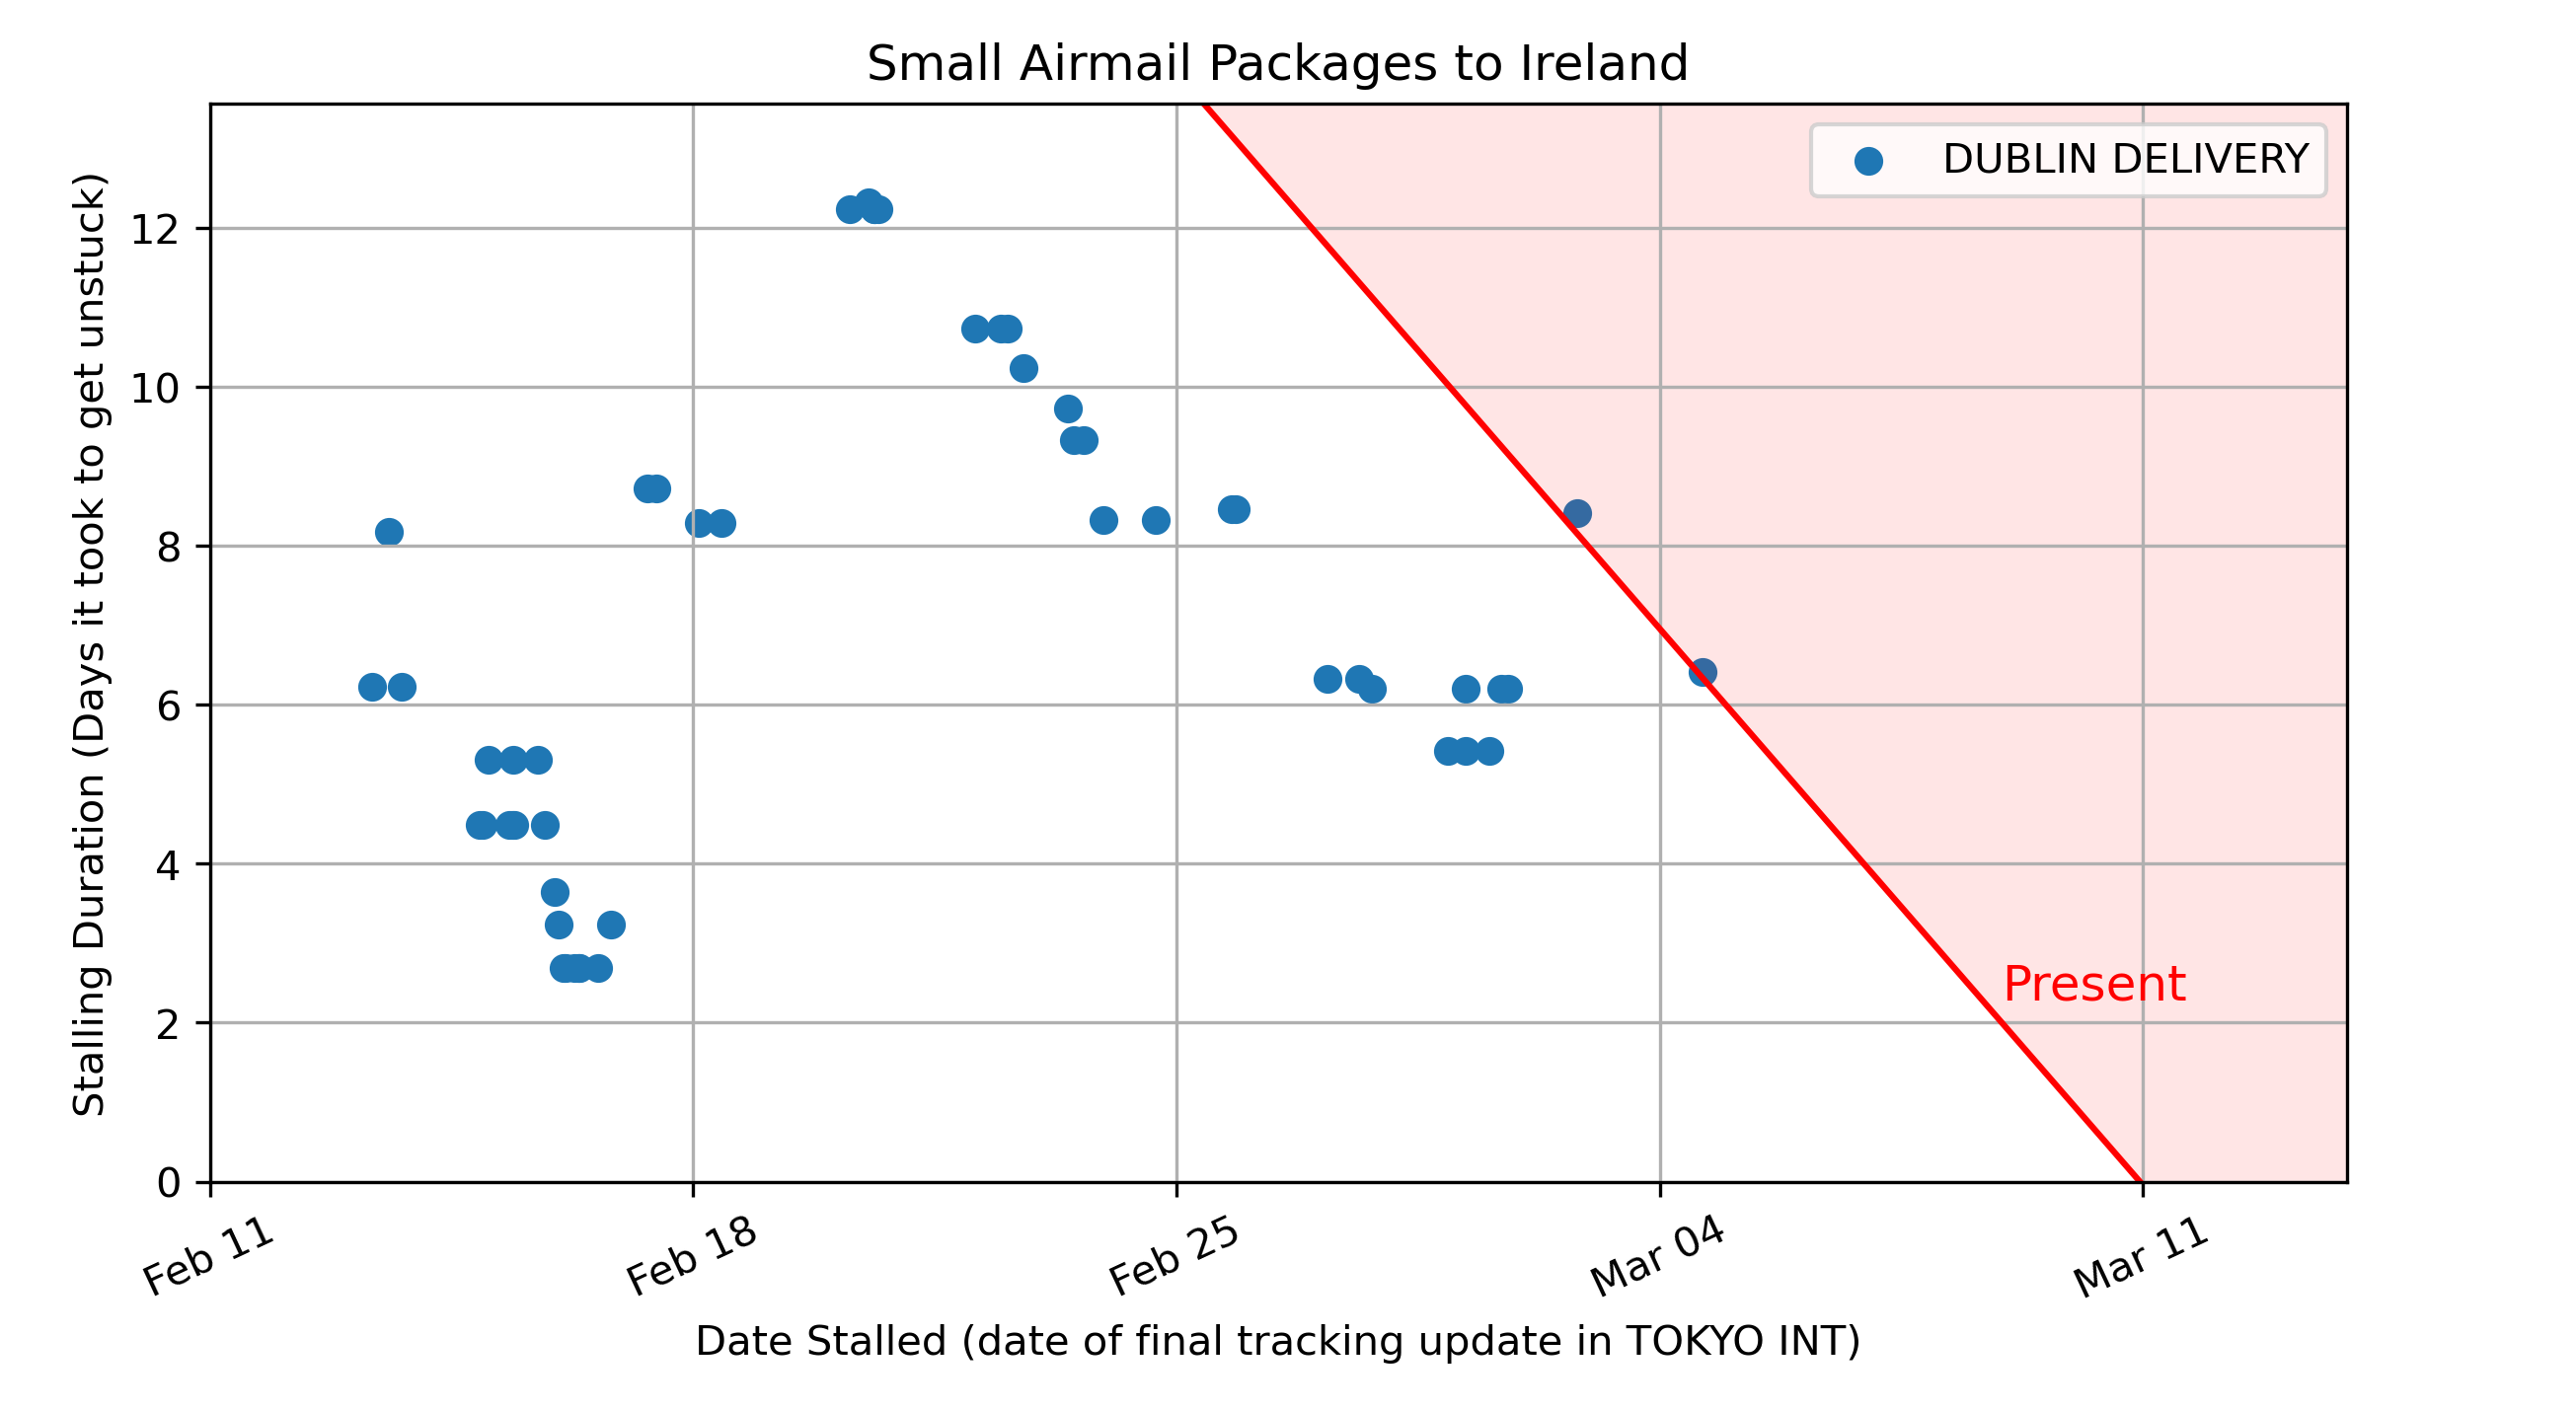 Small Airmail Packages to Ireland
DUBLIN DELIVERY
Stalling Duration (Days it took to get unstuck)
12
10
8
6
4
2
0
Present
Feb 11
Feb 18
Feb 25
Mar 04
Mar 11
Date Stalled (date of final tracking update in TOKYO INT)